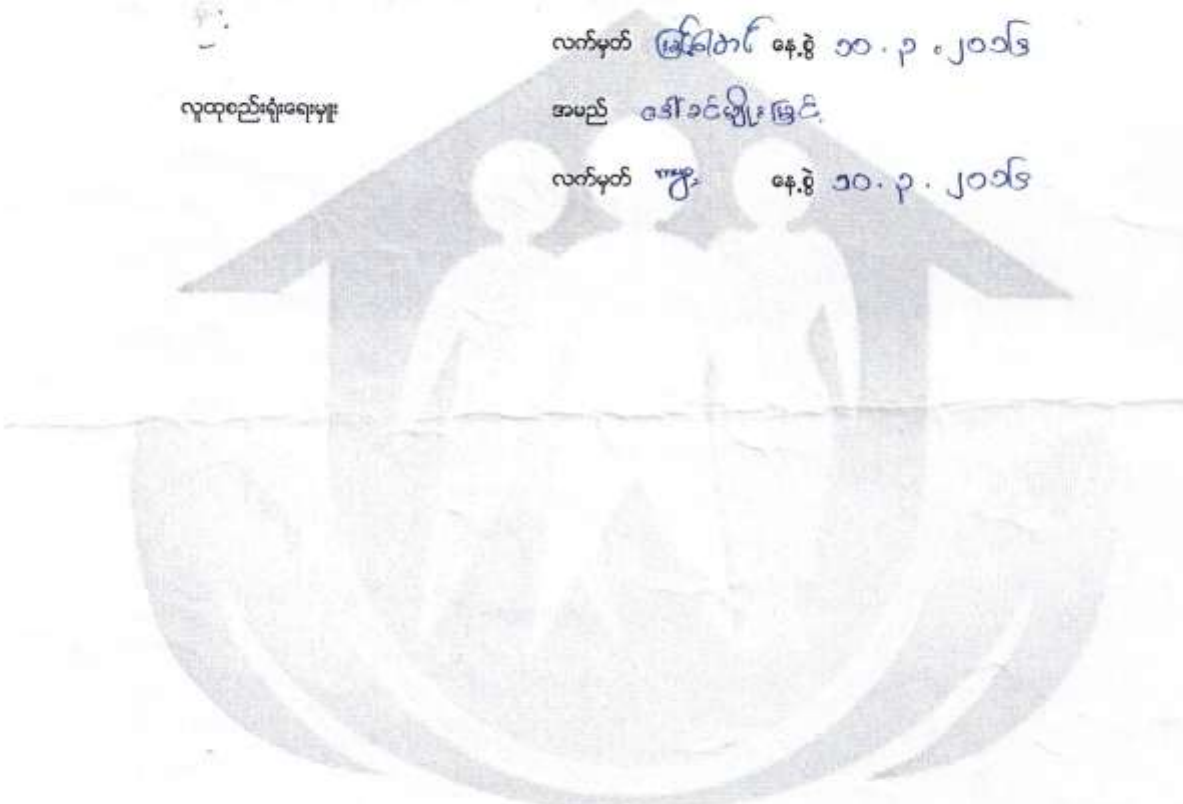 လက်မှတ် နေ့စွဲ ၁၀.၃.၂၀၁၆
လူထုစည်းရုံးရေးမှူး အမည် ဒေါ်ခင်မျိုးမြင့်
လက်မှတ် နေ့စွဲ ၁၀.၃.၂၀၁၆